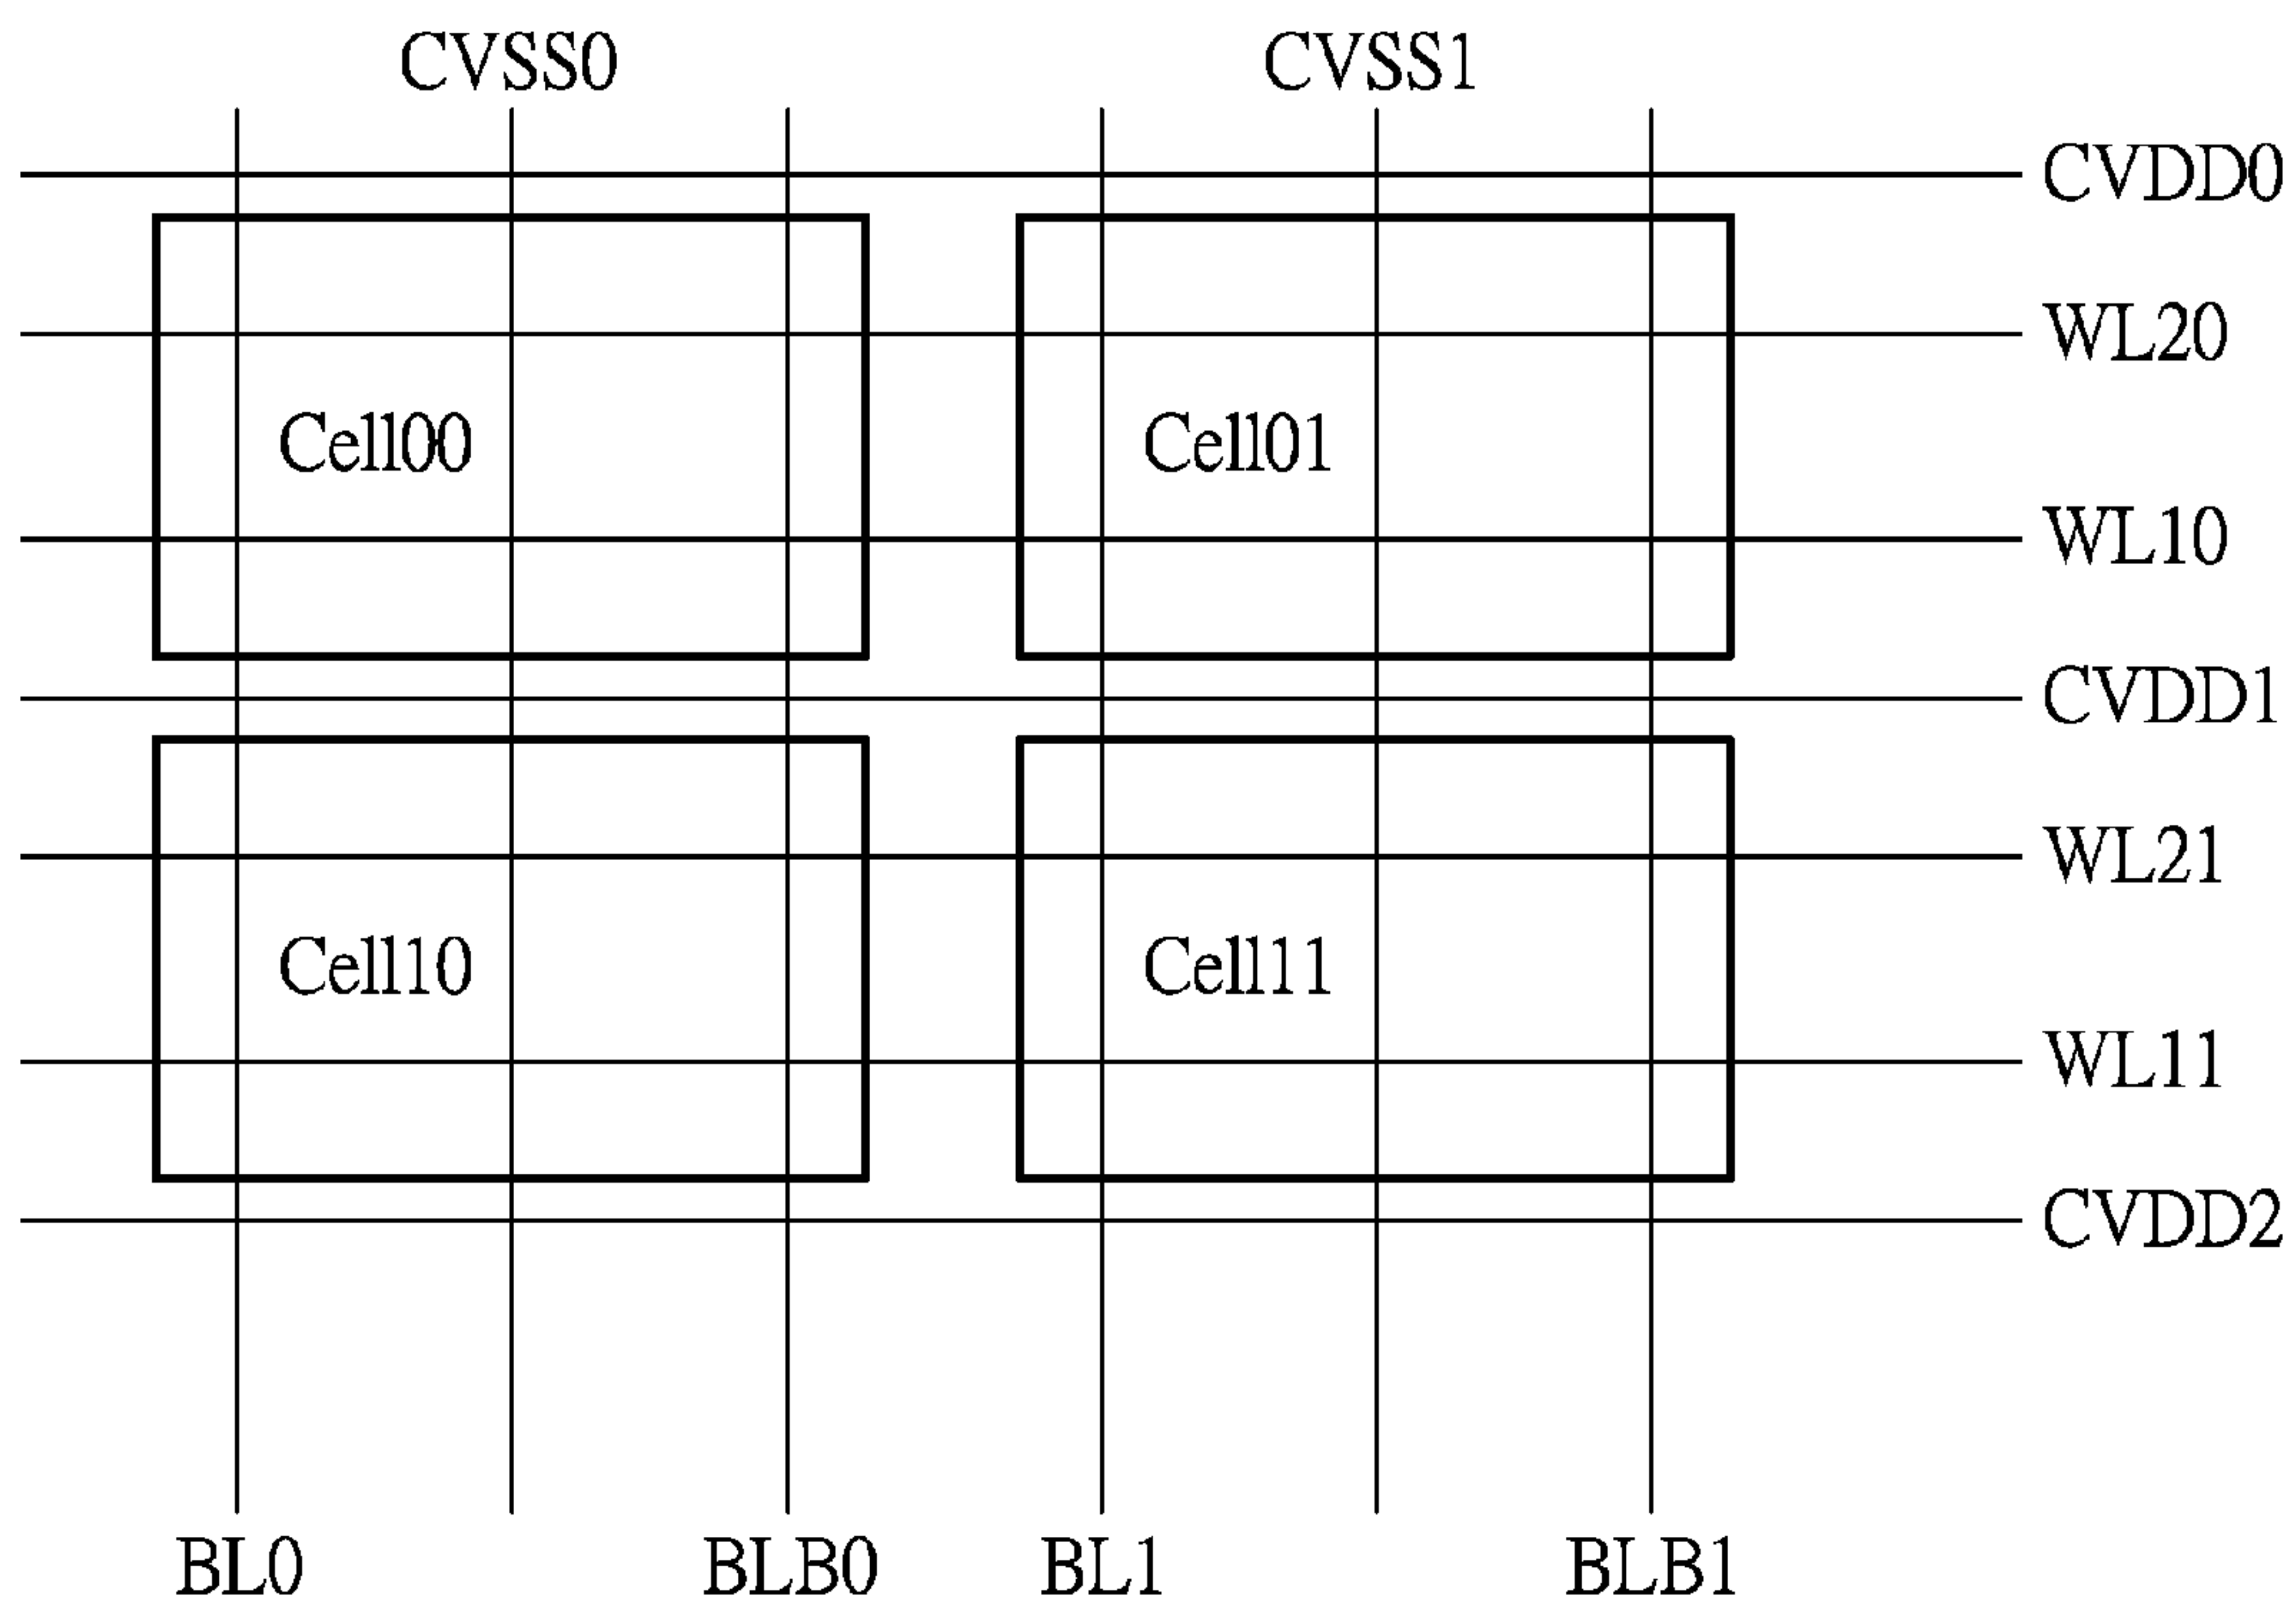 CVSS0 CVSS1
CVDD0
WL20
Cell00 Cell01
WL10
CVDD1
WL21
Cell10 Cell11
WL11
CVDD2
BL0 BLB0 BL1 BLB1